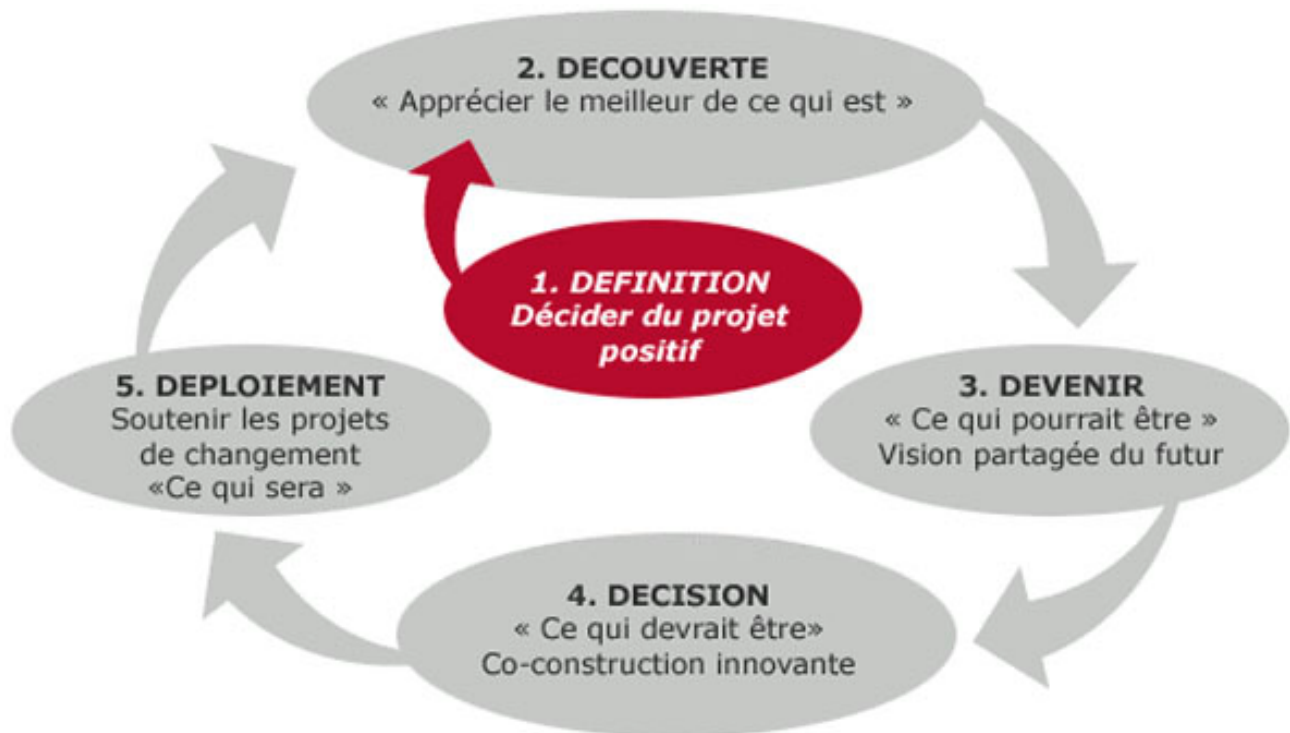 2. DECOUVERTE
« Apprécier le meilleur de ce qui est »
1. DEFINITION
Décider du projet
positif
3. DEVENIR
« Ce qui pourrait être »
Vision partagée du futur
4. DECISION
« Ce qui devrait être»
Co-construction innovante
5. DEPLOIEMENT
Soutenir les projets
de changement
«Ce qui sera »